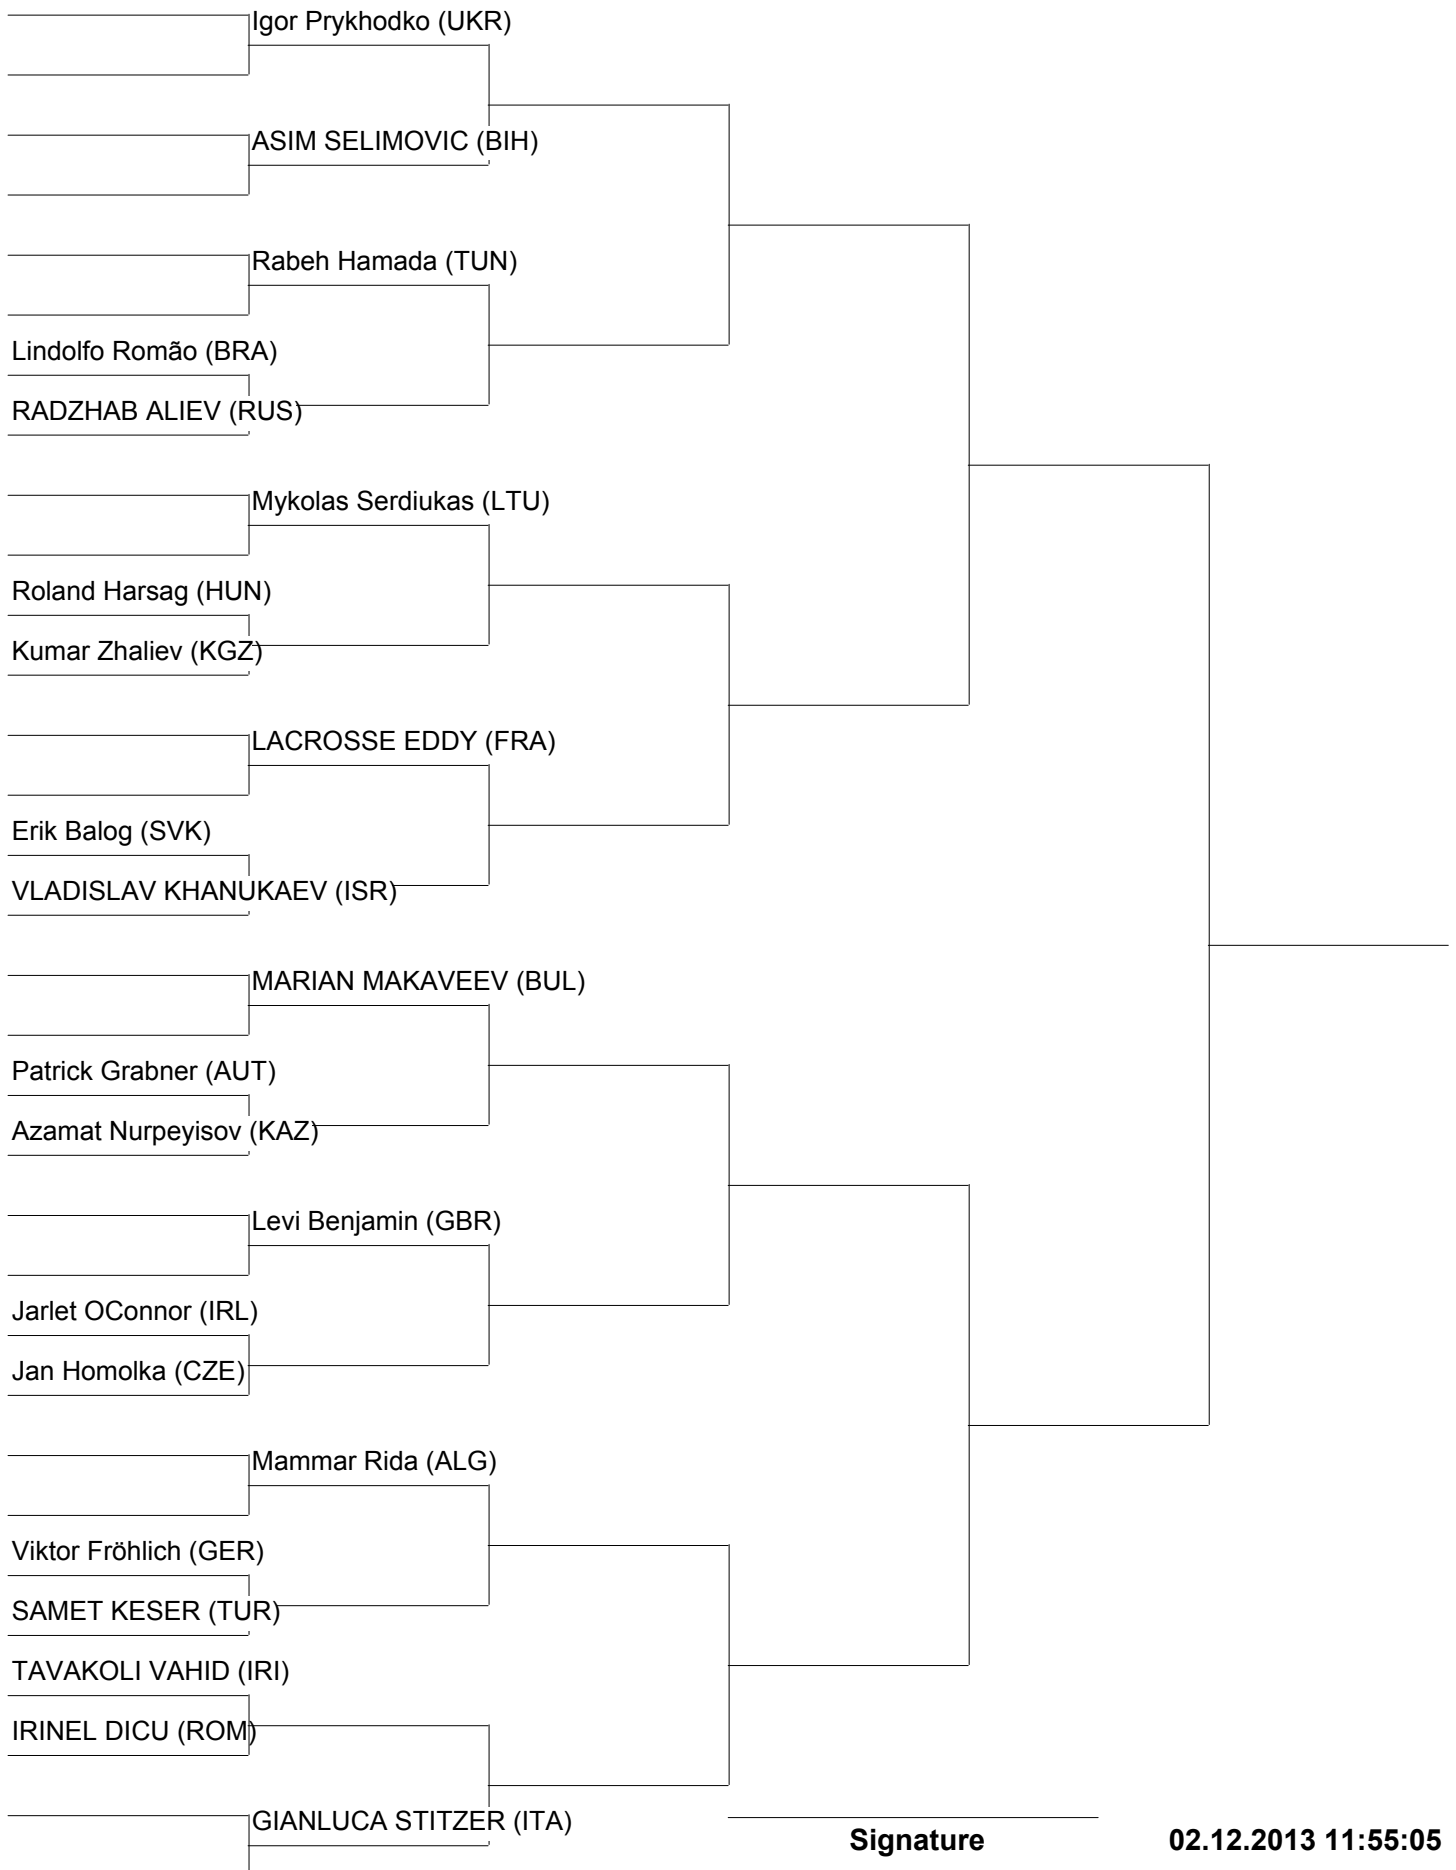 Igor Prykhodko (UKR)
ASIM SELIMOVIC (BIH)
Rabeh Hamada (TUN)
Lindolfo Romão (BRA)
RADZHAB ALIEV (RUS)
Mykolas Serdiukas (LTU)
Roland Harsag (HUN)
Kumar Zhaliev (KGZ)
LACROSSE EDDY (FRA)
Erik Balog (SVK)
VLADISLAV KHANUKAEV (ISR)
MARIAN MAKAVEEV (BUL)
Patrick Grabner (AUT)
Azamat Nurpeyisov (KAZ)
Levi Benjamin (GBR)
Jarlet OConnor (IRL)
Jan Homolka (CZE)
Mammar Rida (ALG)
Viktor Fröhlich (GER)
SAMET KESER (TUR)
TAVAKOLI VAHID (IRI)
IRINEL DICU (ROM)
GIANLUCA STITZER (ITA)
Signature 02.12.2013 11:55:05